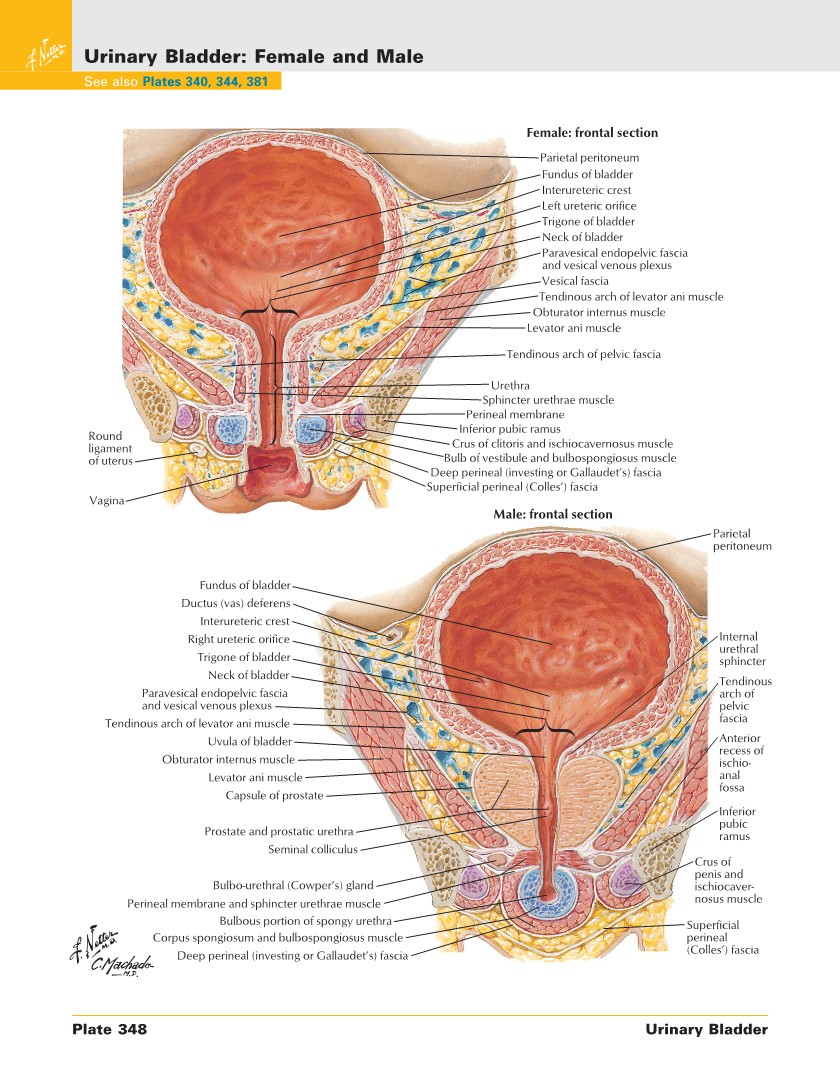 F. Netter M.D.
Urinary Bladder: Female and Male
See also Plates 340, 344, 381
Female: frontal section
Parietal peritoneum
Fundus of bladder
Interureteric crest
Left ureteric orifice
Trigone of bladder
Neck of bladder
Paravesical endopelvic fascia
and vesical venous plexus
Vesical fascia
Tendinous arch of levator ani muscle
Obturator internus muscle
Levator ani muscle
Tendinous arch of pelvic fascia
Urethra
Sphincter urethrae muscle
Perineal membrane
Inferior pubic ramus
Crus of clitoris and ischiocavernosus muscle
Bulb of vestibule and bulbospongiosus muscle
Deep perineal (investing or Gallaudet's) fascia
Superficial perineal (Colles') fascia
Round
ligament
of uterus
Vagina
Male: frontal section
Parietal
peritoneum
Fundus of bladder
Ductus (vas) deferens
Interureteric crest
Right ureteric orifice
Trigone of bladder
Neck of bladder
Paravesical endopelvic fascia
and vesical venous plexus
Tendinous arch of levator ani muscle
Uvula of bladder
Obturator internus muscle
Levator ani muscle
Capsule of prostate
Prostate and prostatic urethra
Seminal colliculus
Bulbo-urethral (Cowper's) gland
Perineal membrane and sphincter urethrae muscle
Bulbous portion of spongy urethra
Corpus spongiosum and bulbospongiosus muscle
Deep perineal (investing or Gallaudet's) fascia
Internal
urethral
sphincter
Tendinous
arch of
pelvic
fascia
Anterior
recess of
ischio-
anal
fossa
Inferior
pubic
ramus
Crus of
penis and
ischiocaver-
nosus muscle
Superficial
perineal
(Colles') fascia
F. Netter M.D.
C. Machado
M.D.
Plate 348
Urinary Bladder